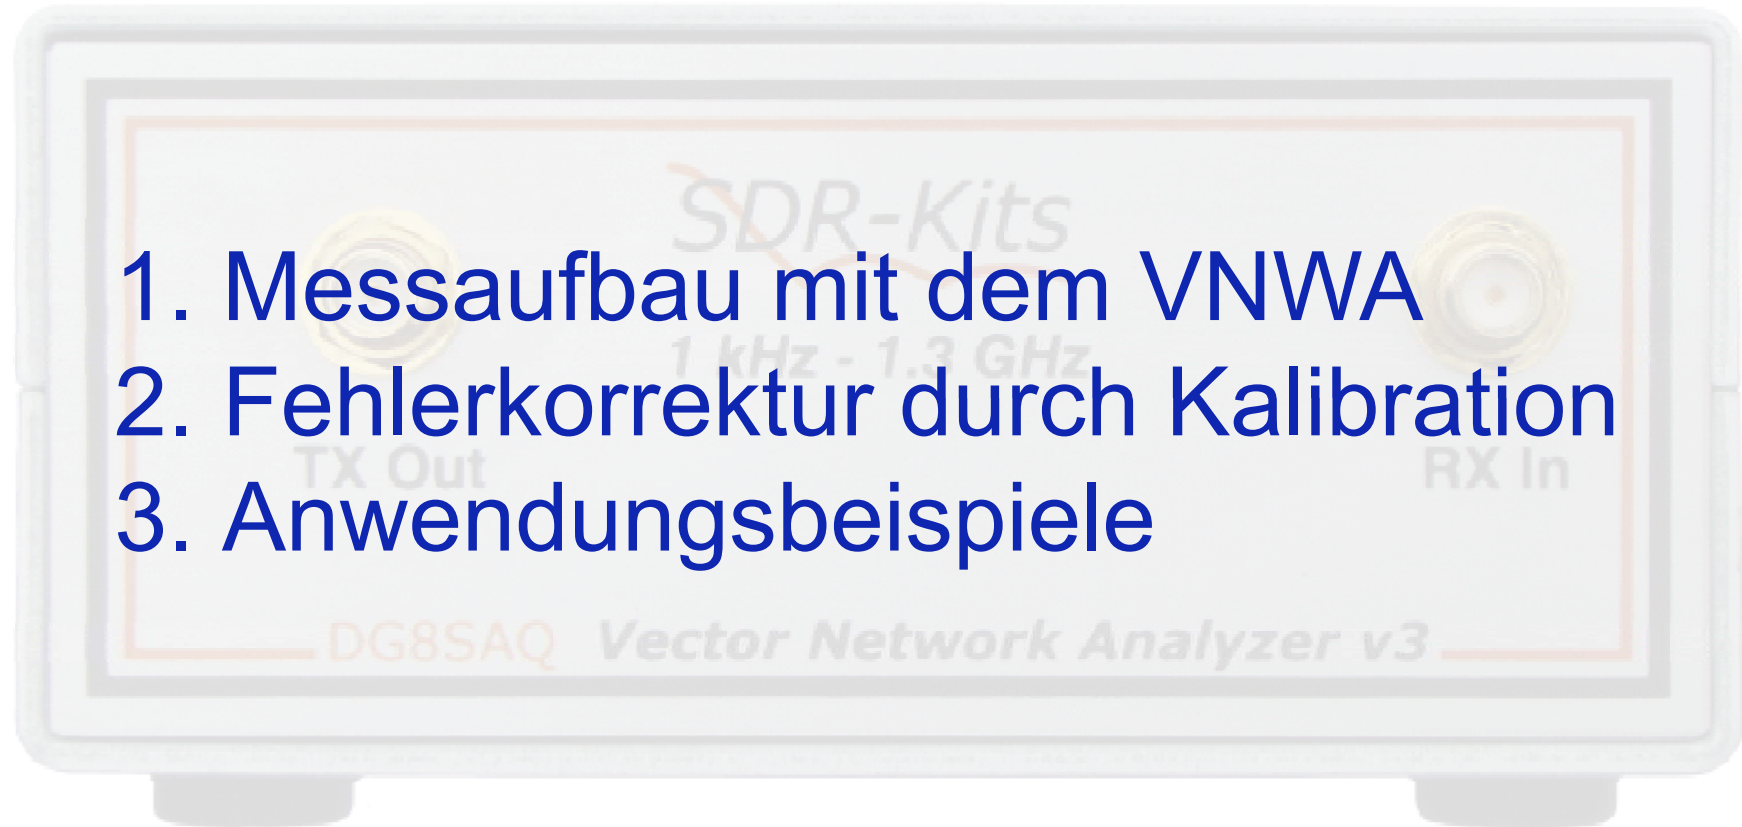 SDR-Kits
1. Messaufbau mit dem VNWA
1 kHz - 1.3 GHz
2. Fehlerkorrektur durch Kalibration
TX Out
RX In
3. Anwendungsbeispiele
DG8SAQ Vector Network Analyzer v3